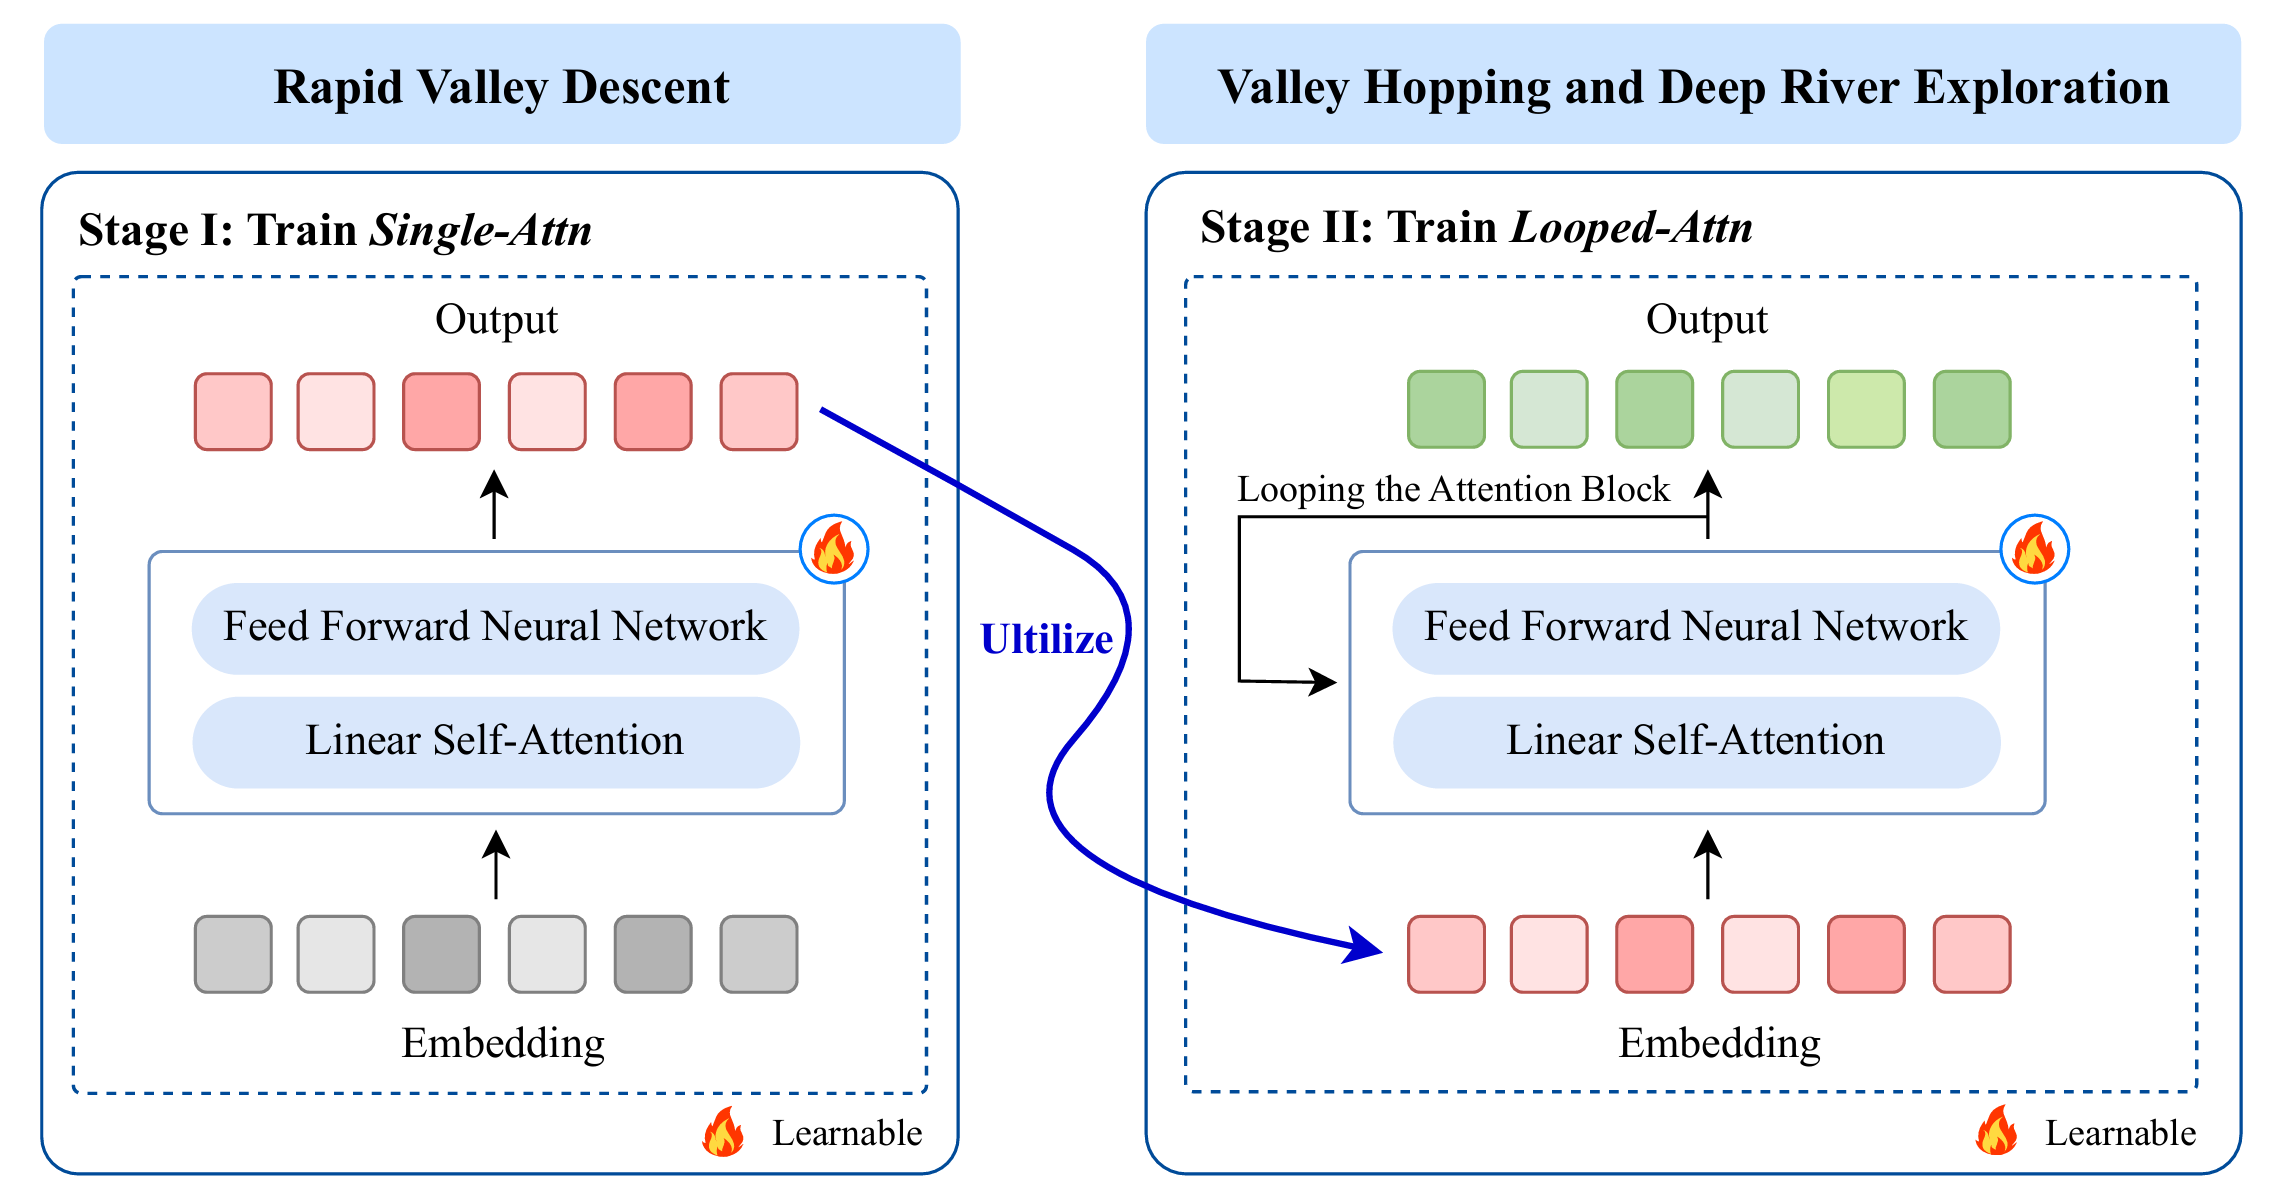 Rapid Valley Descent
Stage I: Train Single-Attn
Output
Feed Forward Neural Network
Linear Self-Attention
Embedding
Learnable
Ultilize
Valley Hopping and Deep River Exploration
Stage II: Train Looped-Attn
Output
Looping the Attention Block
Feed Forward Neural Network
Linear Self-Attention
Embedding
Learnable